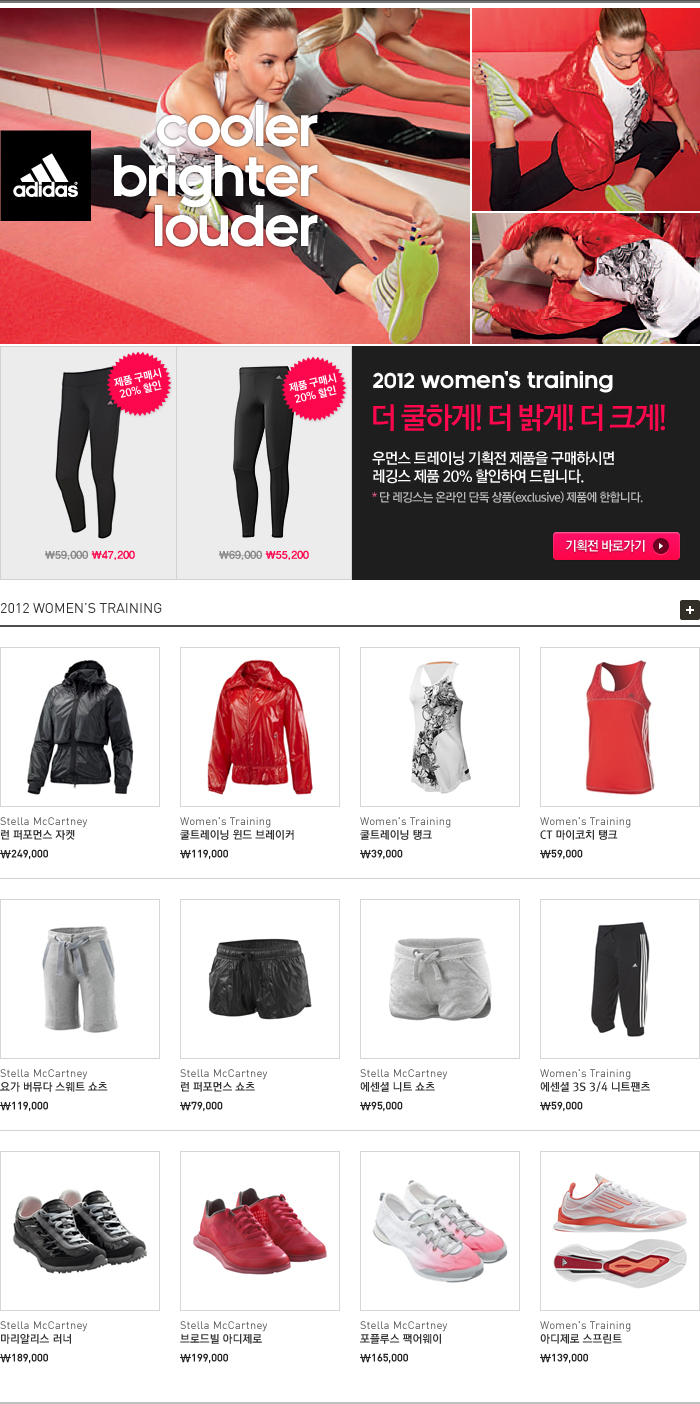 cooler
brighter
louder
adidas
제품 구매시
20% 할인
₩59,000 ₩47,200
제품 구매시
20% 할인
₩69,000 ₩55,200
2012 women's training
더 쿨하게! 더 밝게! 더 크게!
우먼스 트레이닝 기획전 제품을 구매하시면
레깅스 제품 20% 할인하여 드립니다.
* 단 레깅스는 온라인 단독 상품(exclusive) 제품에 한합니다.
기획전 바로가기
2012 WOMEN'S TRAINING
Stella McCartney
런 퍼포먼스 자켓
₩249,000
Women's Training
쿨트레이닝 윈드 브레이커
₩119,000
Women's Training
쿨트레이닝 탱크
₩39,000
Women's Training
CT 마이코치 탱크
₩59,000
Stella McCartney
요가 버뮤다 스웨트 쇼츠
₩119,000
Stella McCartney
런 퍼포먼스 쇼츠
₩79,000
Stella McCartney
에센셜 니트 쇼츠
₩95,000
Women's Training
에센셜 3S 3/4 니트팬츠
₩59,000
Stella McCartney
마리알리스 러너
₩189,000
Stella McCartney
브로드빌 아디제로
₩199,000
Stella McCartney
포플루스 팩어웨이
₩165,000
Women's Training
아디제로 스프린트
₩139,000